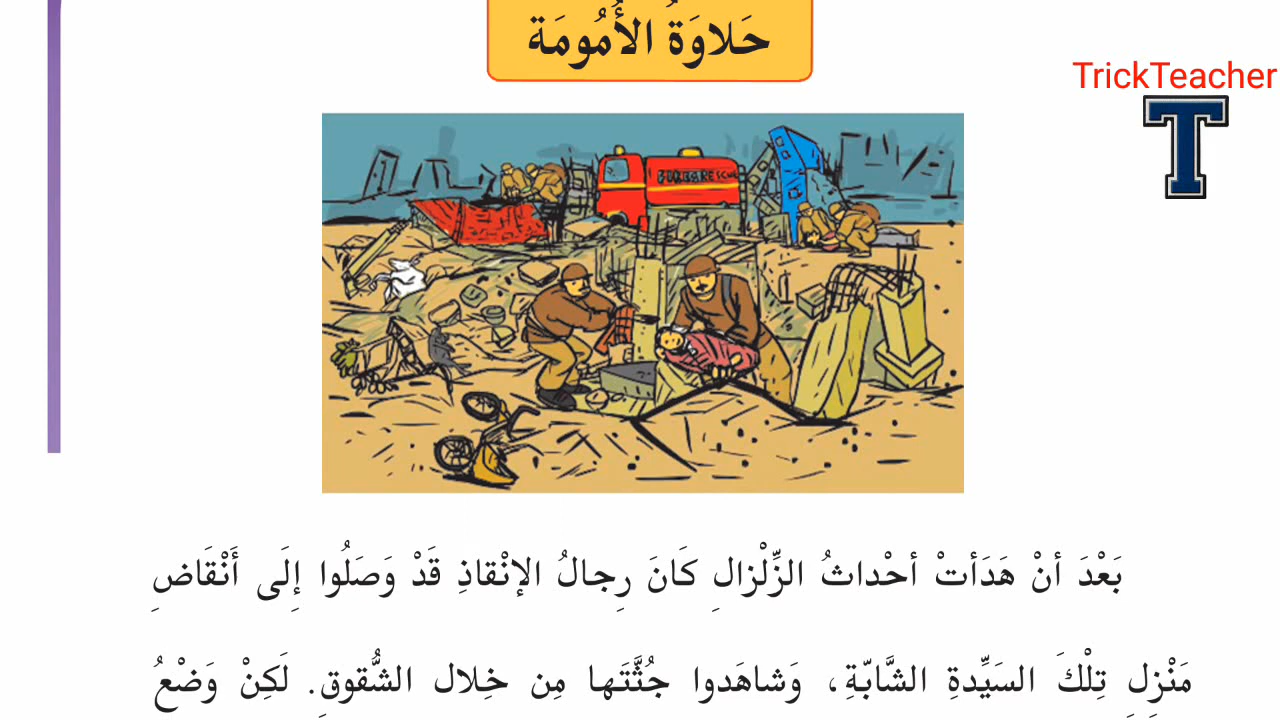 حَلاوَةُ الأُمُومَة
TrickTeacher
T
RESCUE
بَعْدَ أنْ هَدَأتْ أحْداثُ الزِّلْزالِ كَانَ رِجالُ الإنْقاذِ قَدْ وَصَلُوا إِلَى أَنْقَاضِ
مَنْزِلِ تِلْكَ السَيِّدةِ الشَّابّةِ، وَشاهَدوا جُثَّتَها مِن خِلال الشُّقوقِ. لَكِنْ وَضْعُ